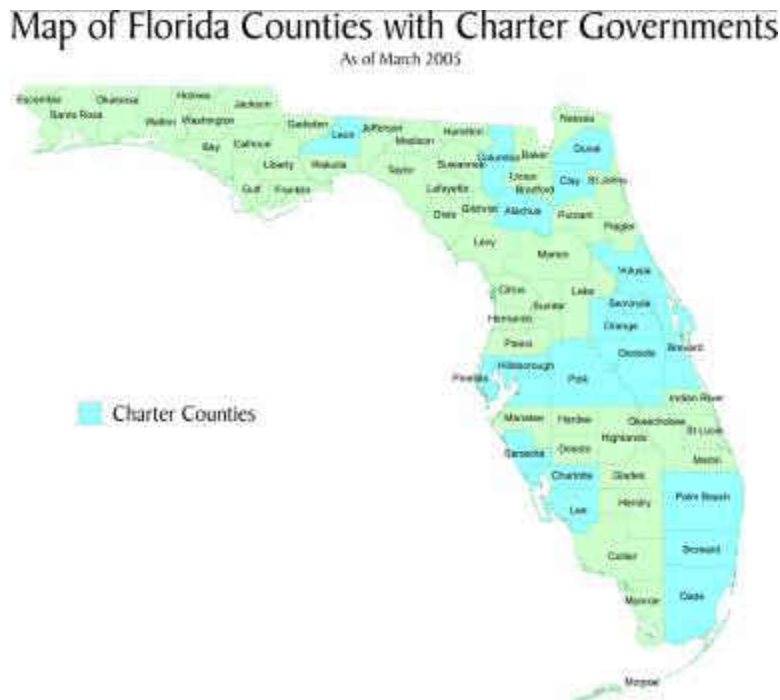 Map of Florida Counties with Charter Governments
As of March 2005
Escambia
Santa Rosa
Okaloosa
Walton
Holmes
Washington
Jackson
Bay
Calhoun
Gulf
Liberty
Franklin
Gadsden
Leon
Wakulla
Jefferson
Madison
Taylor
Hamilton
Suwannee
Lafayette
Dixie
Columbia
Gilchrist
Baker
Union
Bradford
Alachua
Nassau
Duval
Clay
St Johns
Putnam
Flagler
Levy
Marion
Volusia
Citrus
Sumter
Lake
Seminole
Hernando
Orange
Pasco
Osceola
Brevard
Pinellas
Hillsborough
Polk
Indian River
Charter Counties
Manatee
Hardee
Okeechobee
Highlands
St Lucie
Sarasota
Desoto
Martin
Charlotte
Glades
Palm Beach
Lee
Hendry
Collier
Broward
Monroe
Dade
Monroe